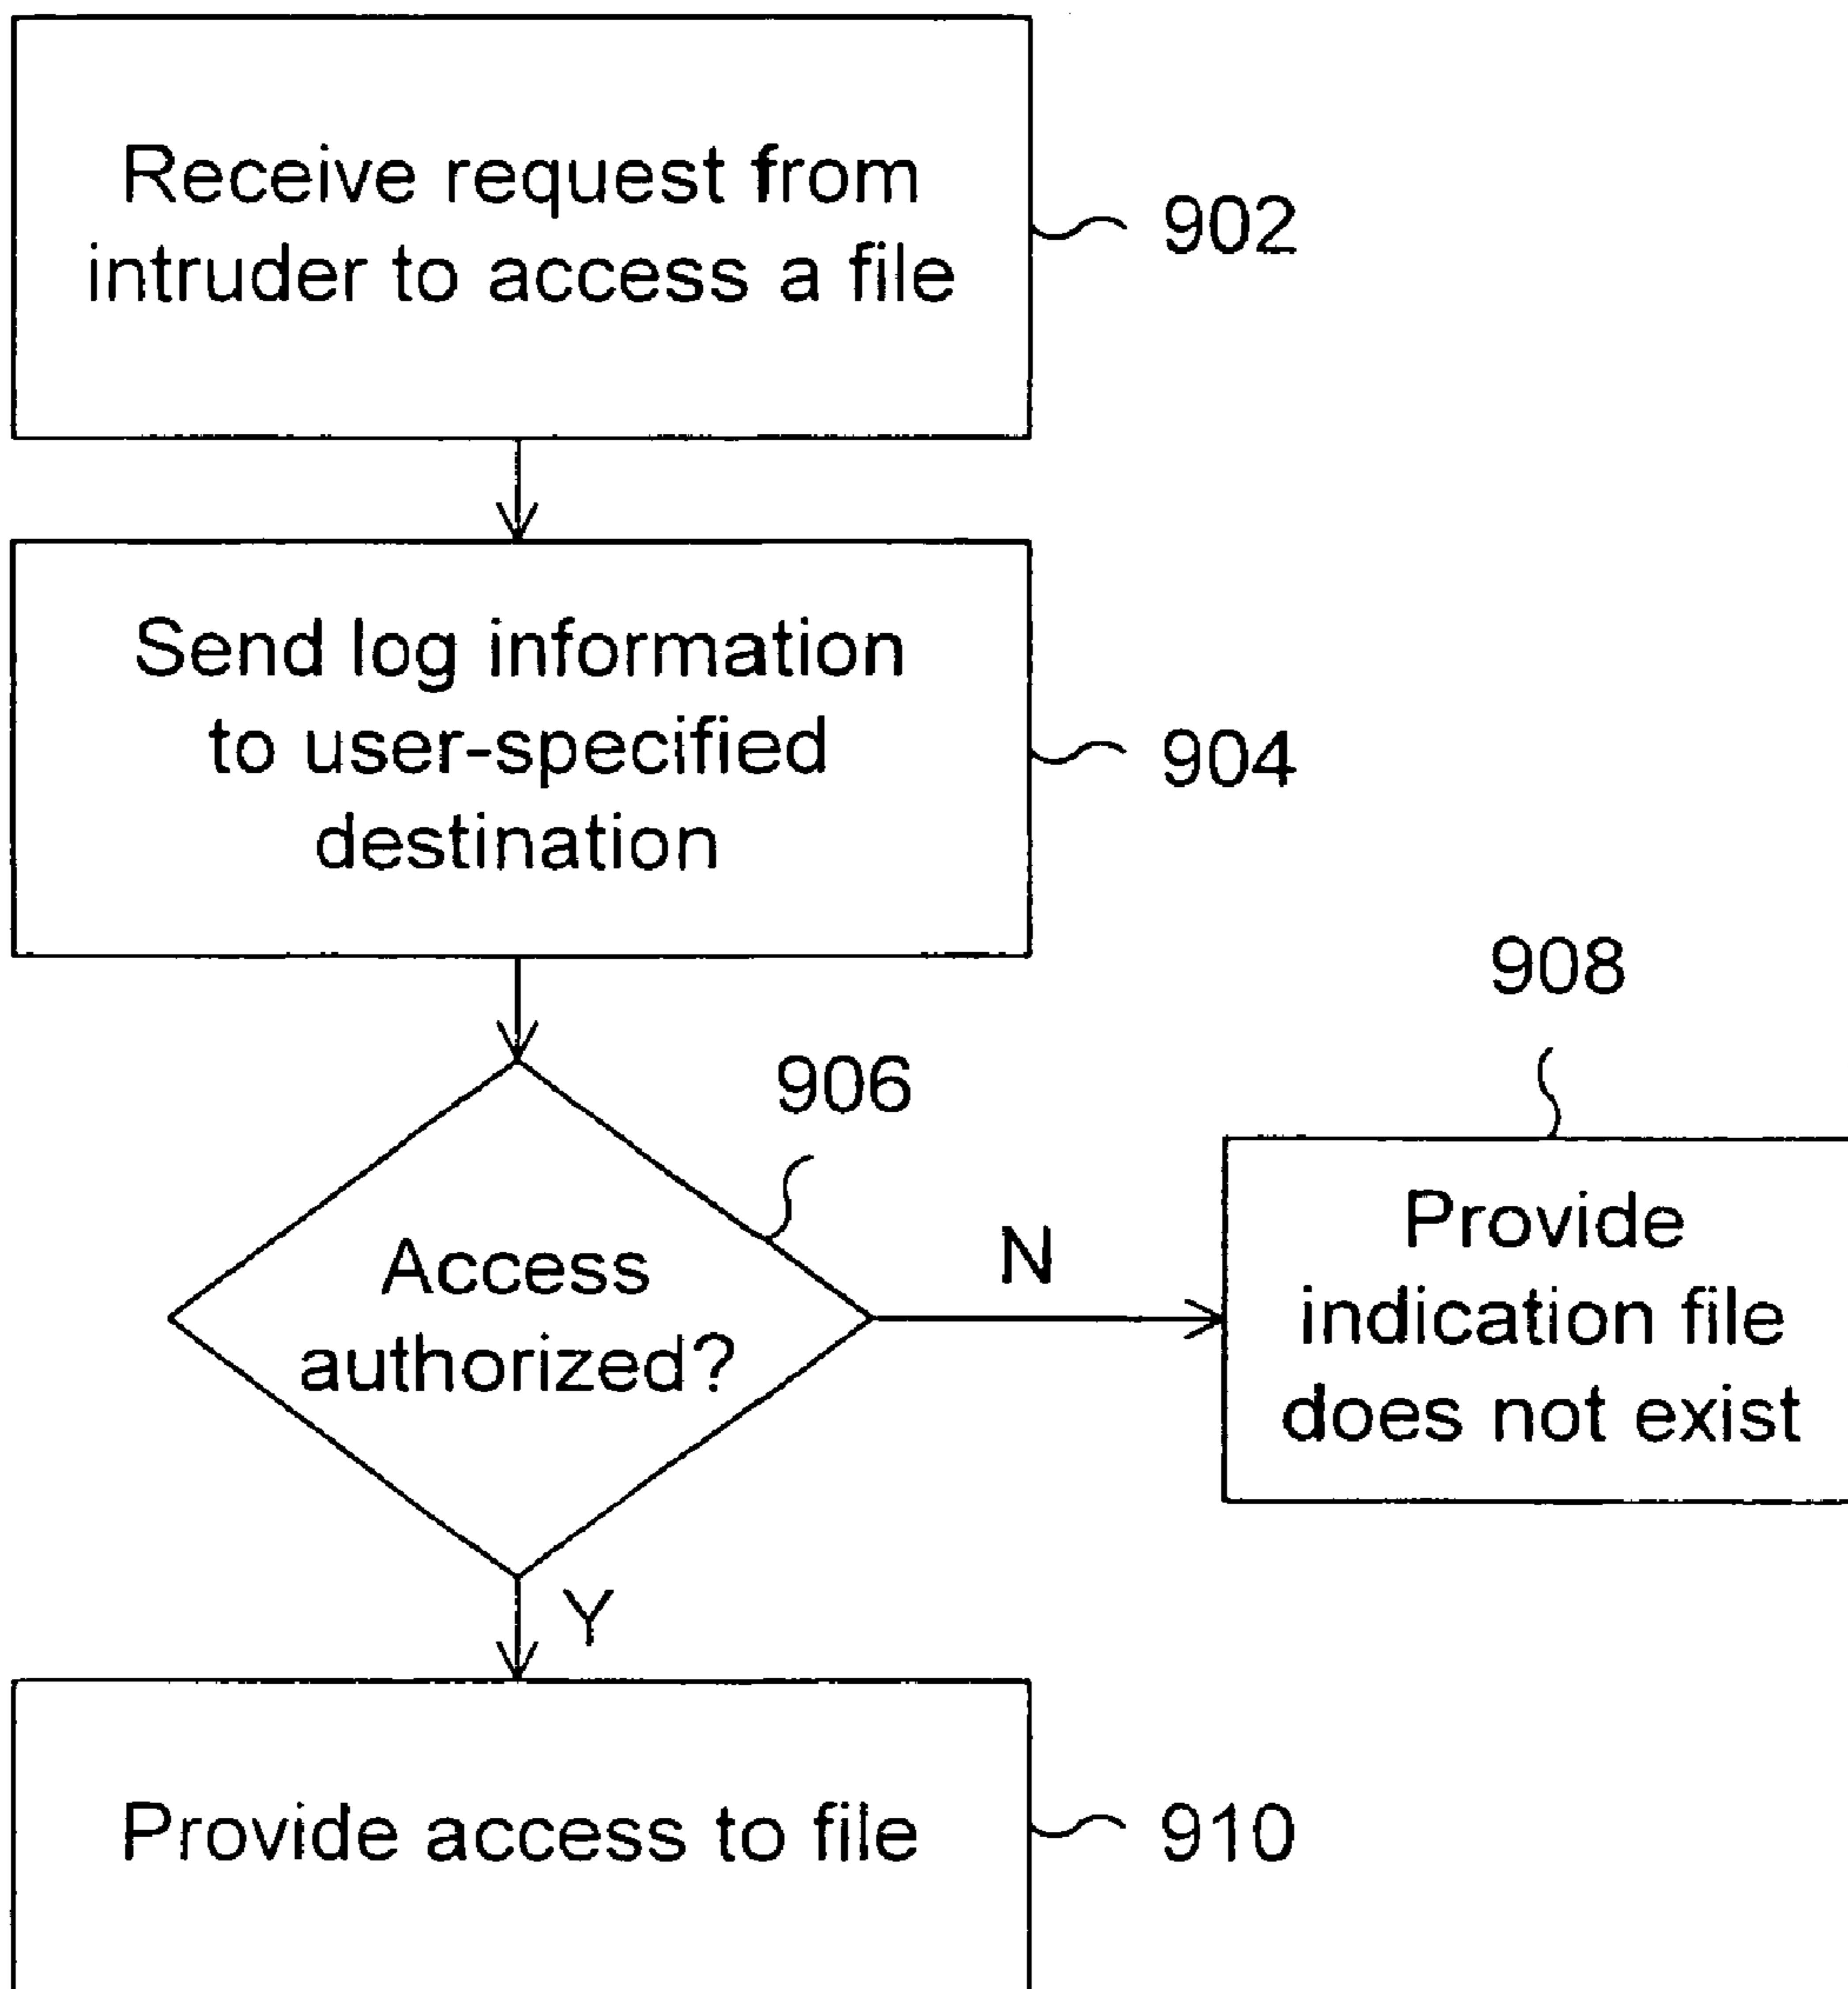 Receive request from
intruder to access a file
902
Send log information
to user-specified
destination
904
908
906
Access
authorized?
N
Provide
indication file
does not exist
Y
Provide access to file
910